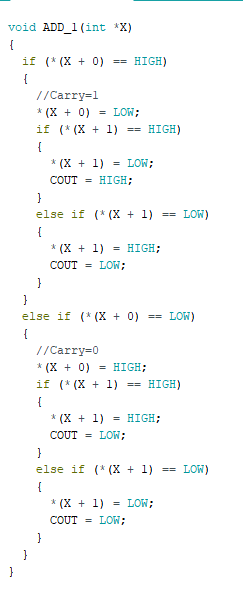 void ADD_1(int *X)
{
  if (*(X + 0) == HIGH)
  {
    //Carry=1
    *(X + 0) = LOW;
    if (*(X + 1) == HIGH)
    {
      *(X + 1) = LOW;
      COUT = HIGH;
    }
    else if (*(X + 1) == LOW)
    {
      *(X + 1) = HIGH;
      COUT = LOW;
    }
  }
  else if (*(X + 0) == LOW)
  {
    //Carry=0
    *(X + 0) = HIGH;
    if (*(X + 1) == HIGH)
    {
      *(X + 1) = HIGH;
      COUT = LOW;
    }
    else if (*(X + 1) == LOW)
    {
      *(X + 1) = LOW;
      COUT = LOW;
    }
  }
}